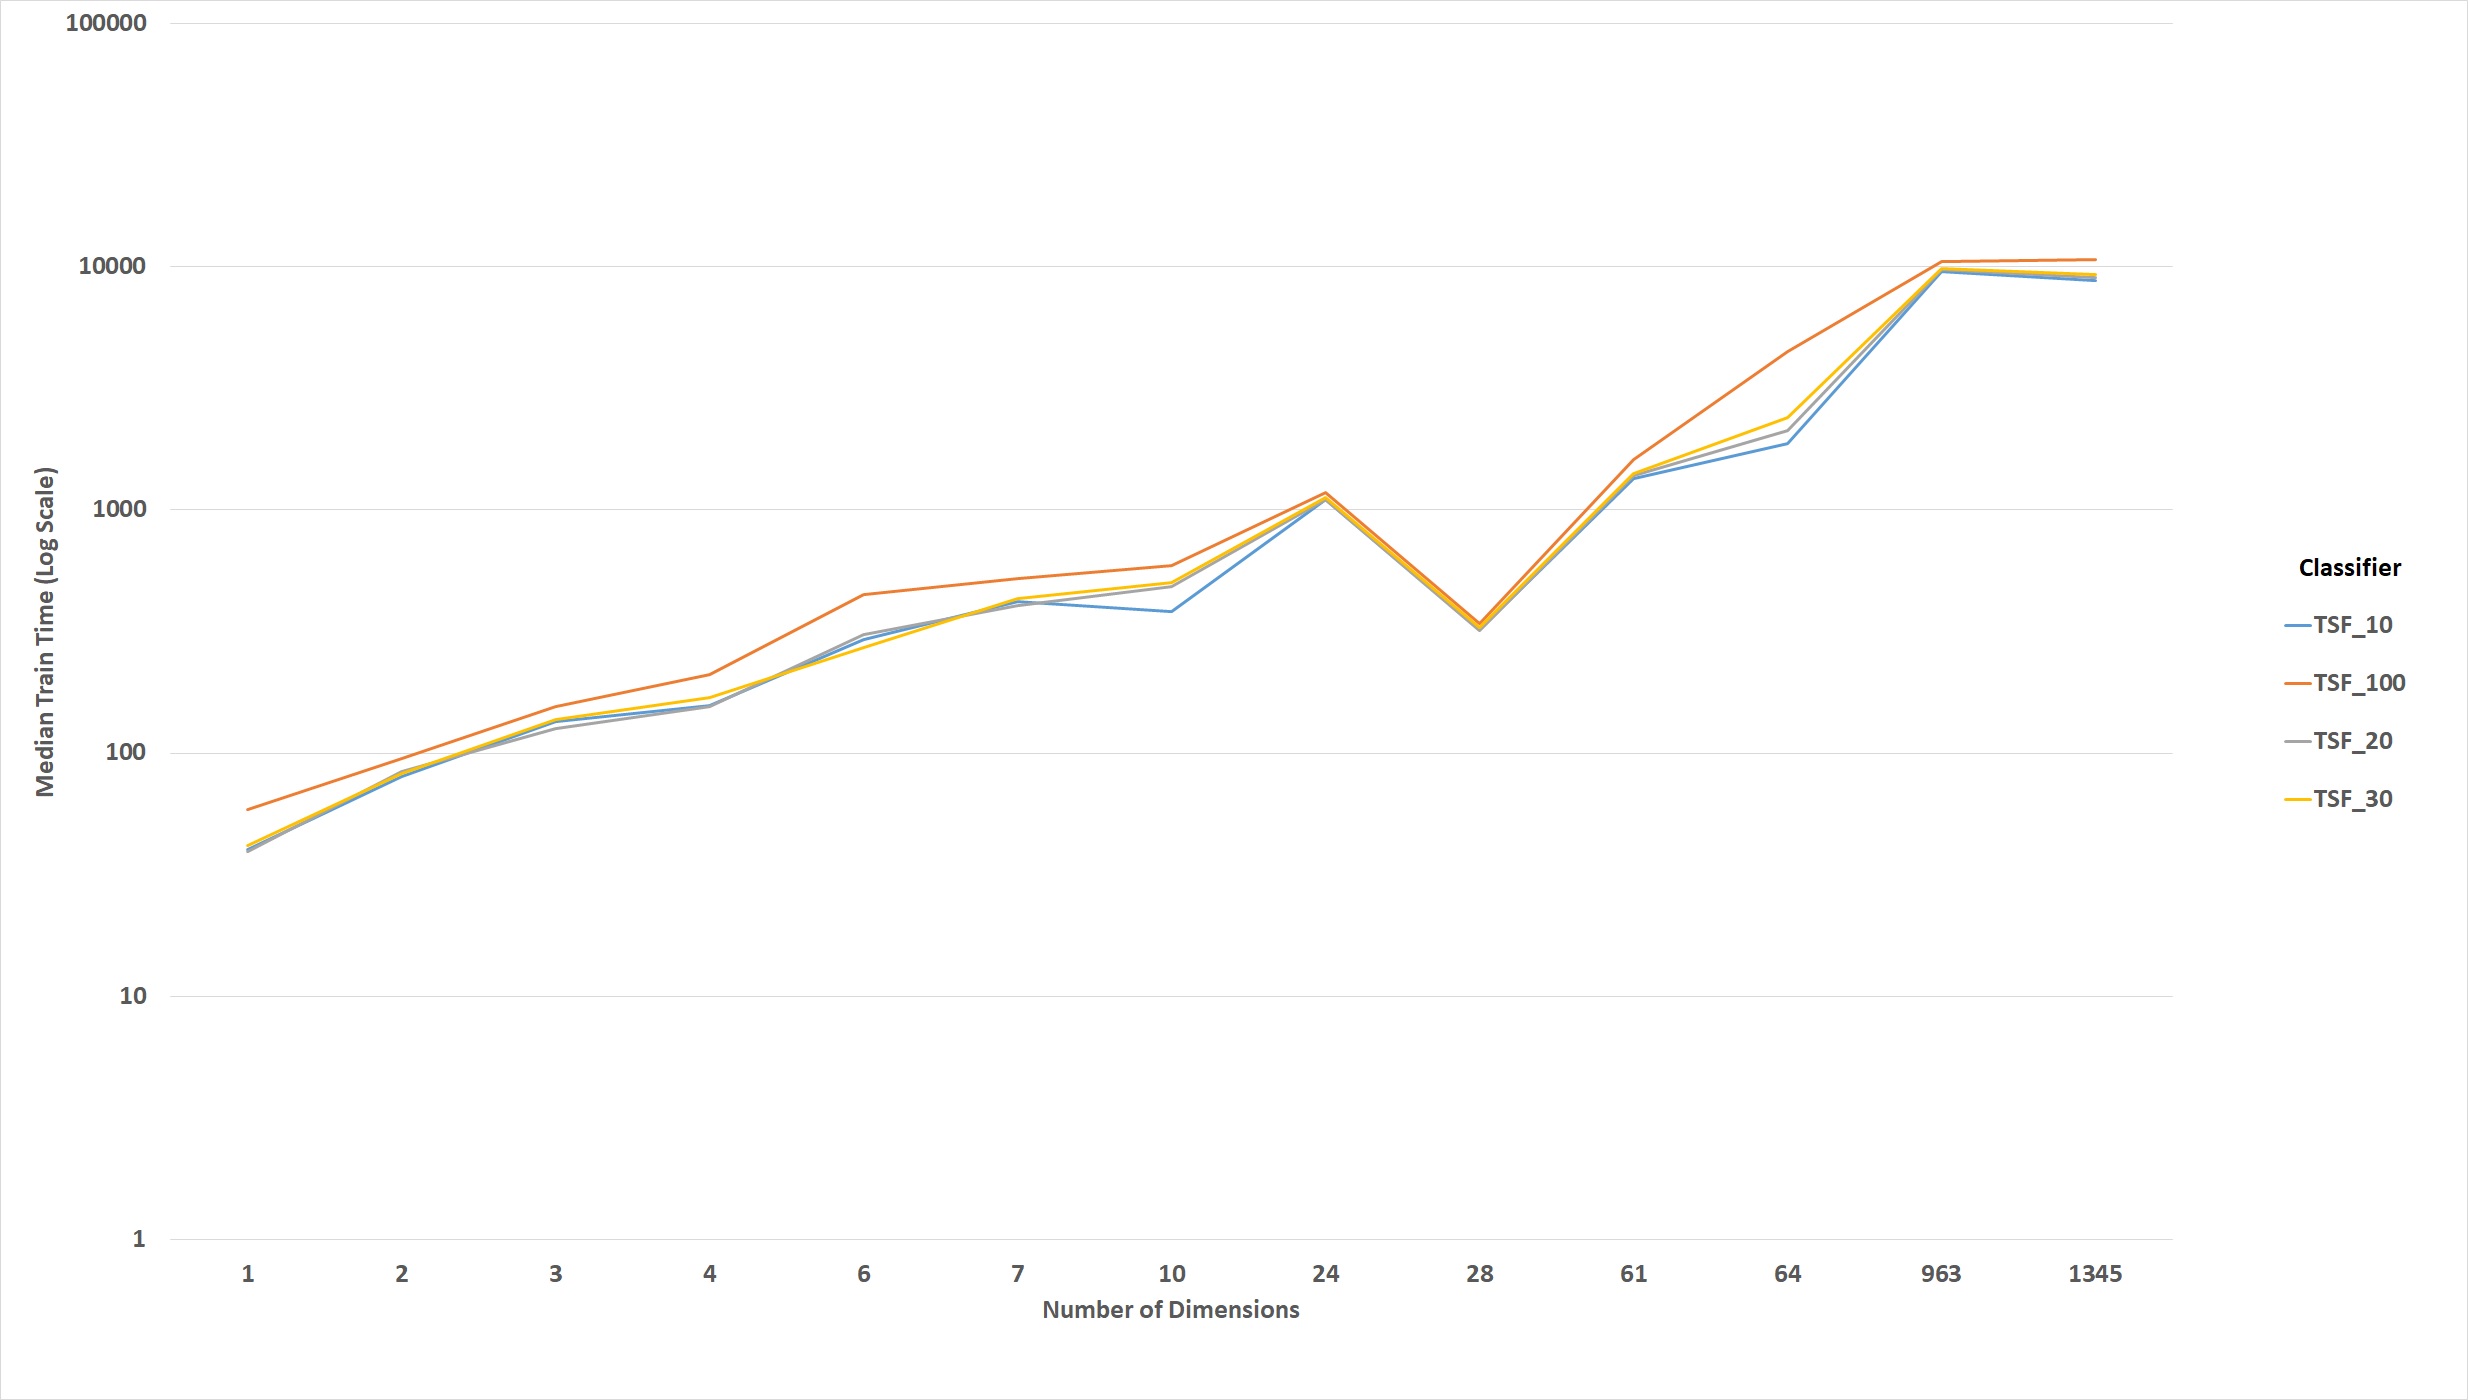 100000
10000
1000
100
10
1
Median Train Time (Log Scale)
1 2 3 4 6 7 10 24 28 61 64 963 1345
Number of Dimensions
Classifier
TSF_10
TSF_100
TSF_20
TSF_30